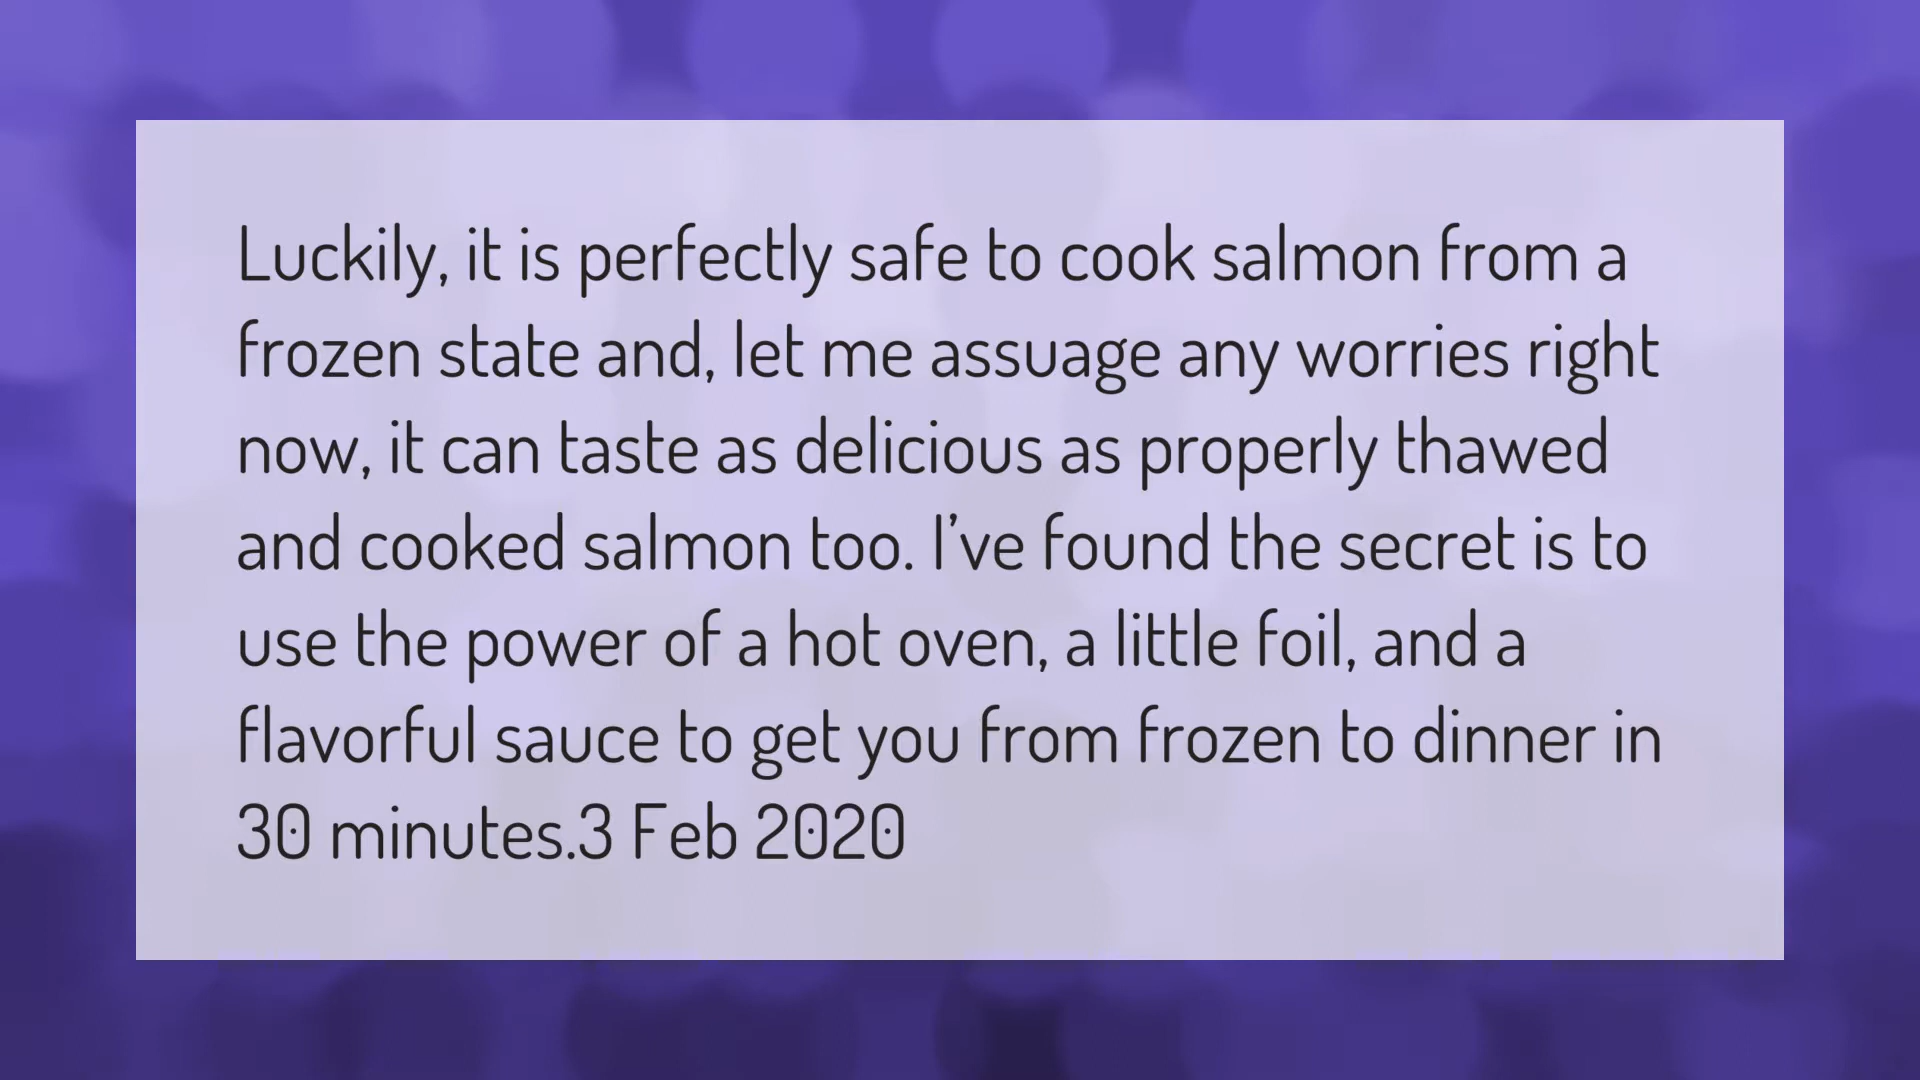 Luckily, it is perfectly safe to cook salmon from a
frozen state and, let me assuage any worries right
now, it can taste as delicious as properly thawed
and cooked salmon too. I’ve found the secret is to
use the power of a hot oven, a little foil, and a
flavorful sauce to get you from frozen to dinner in
30 minutes.3 Feb 2020